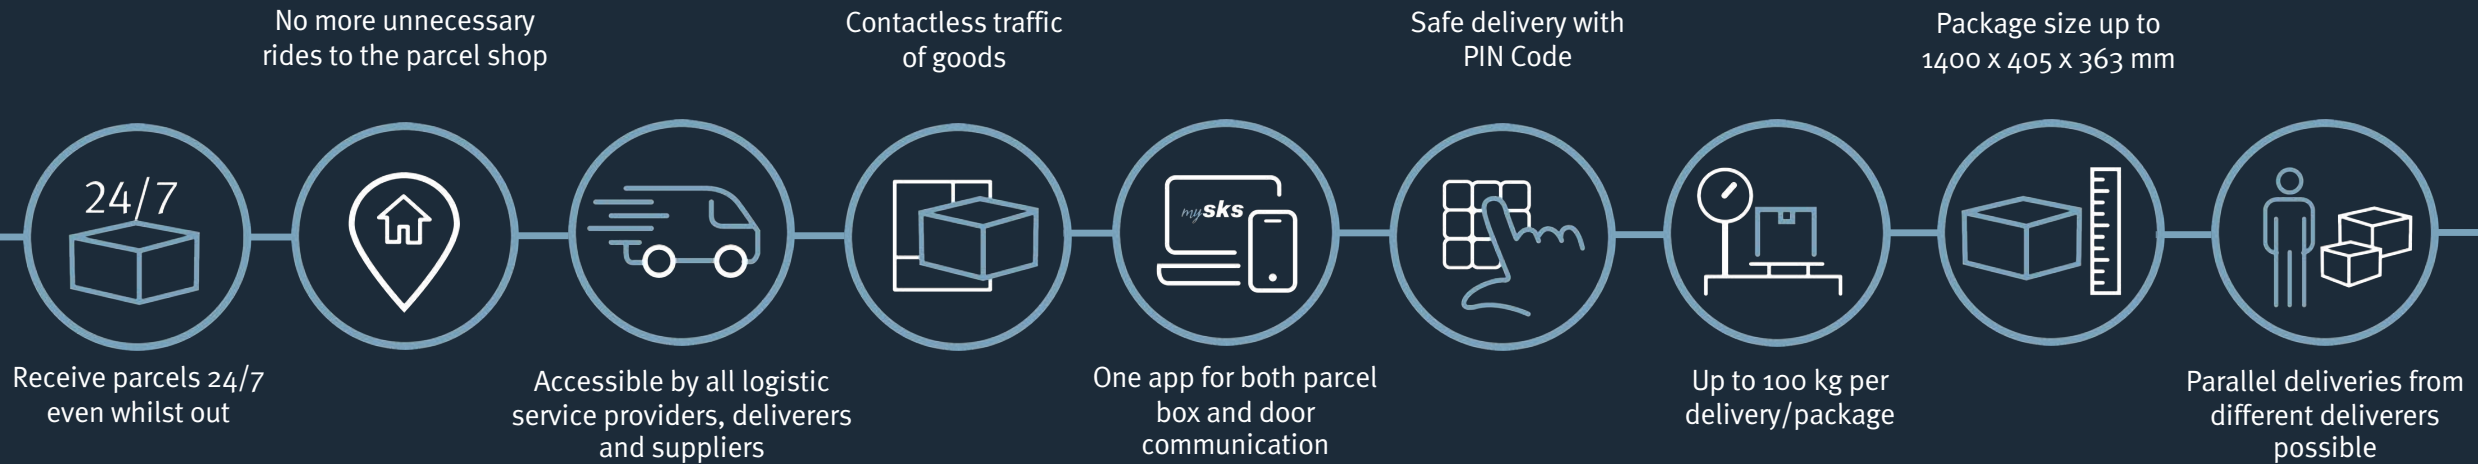 No more unnecessary
rides to the parcel shop
Contactless traffic
of goods
Safe delivery with
PIN Code
Package size up to
1400 x 405 x 363 mm
24/7
mysks
Receive parcels 24/7
even whilst out
Accessible by all logistic
service providers, deliverers
and suppliers
One app for both parcel
box and door
communication
Up to 100 kg per
delivery/package
Parallel deliveries from
different deliverers
possible